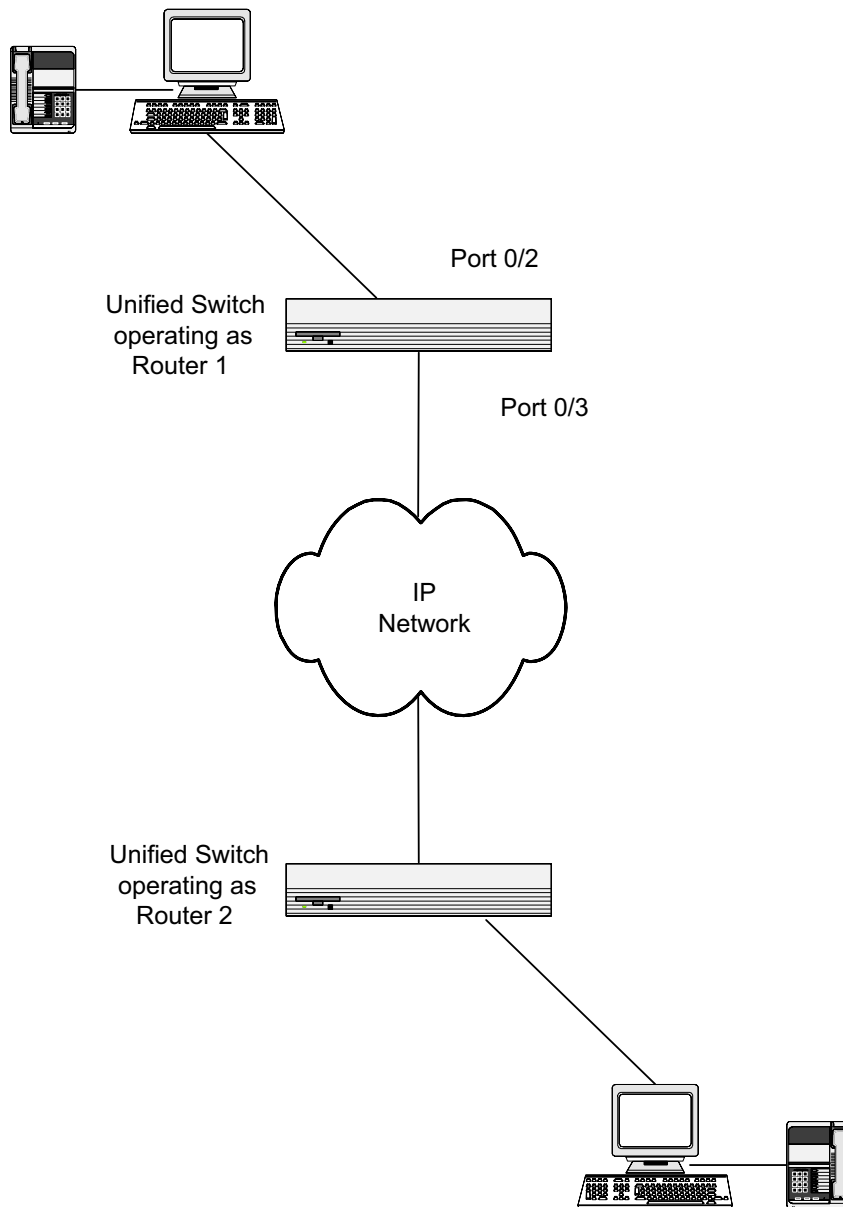 Port 0/2
Unified Switch
operating as
Router 1
Port 0/3
IP
Network
Unified Switch
operating as
Router 2